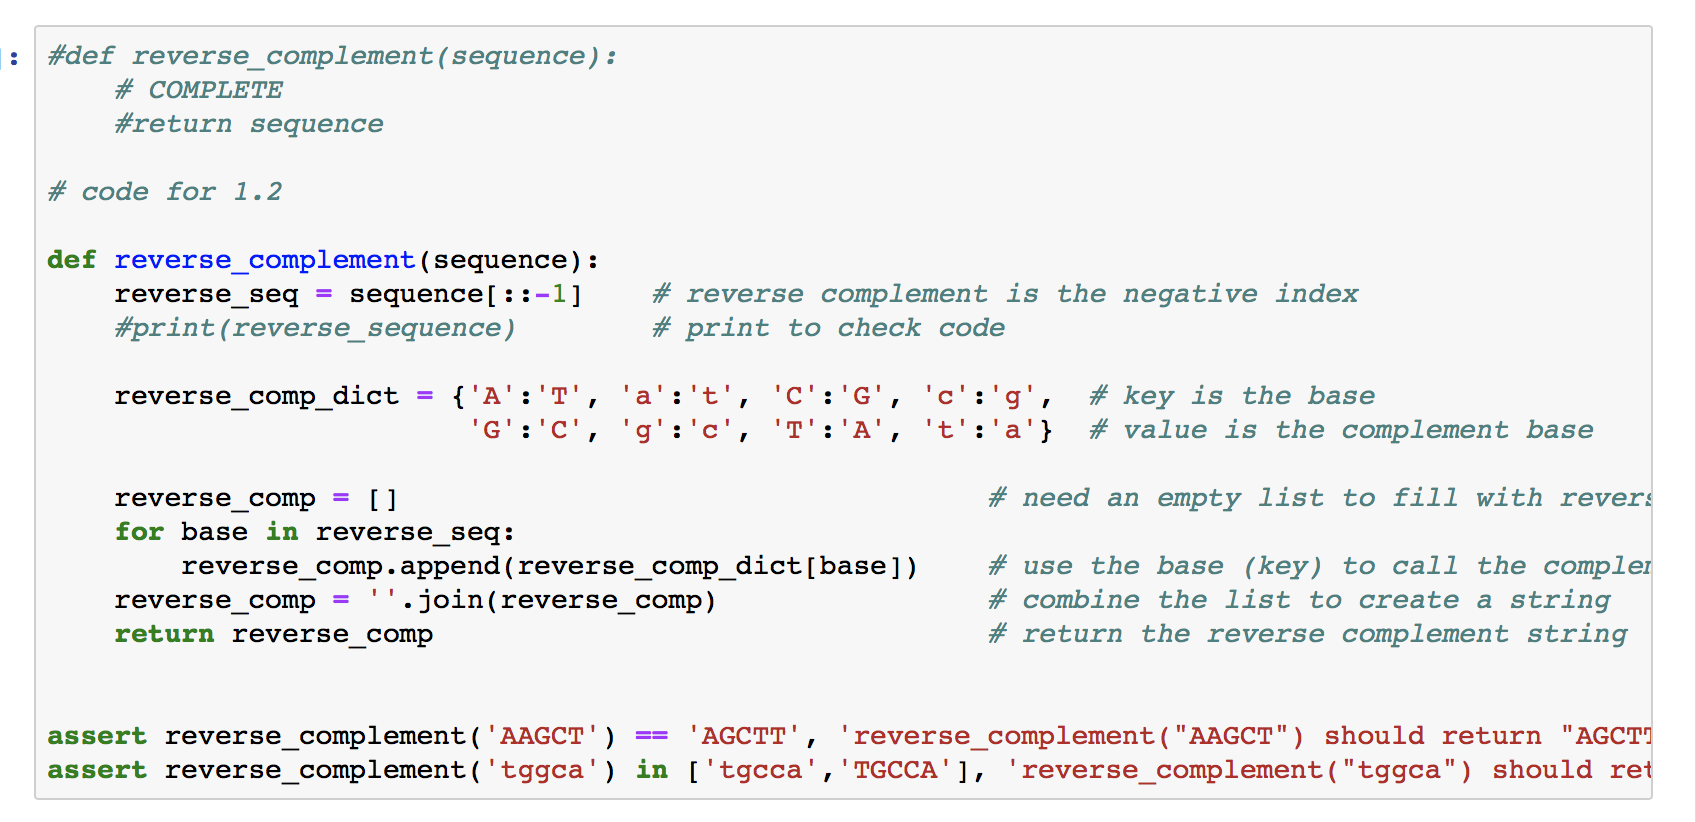 :
#def reverse_complement(sequence):
    # COMPLETE
    #return sequence
# code for 1.2
def reverse_complement(sequence):
    reverse_seq = sequence[::-1]    # reverse complement is the negative index
    #print(reverse_sequence)        # print to check code
    reverse_comp_dict = {'A':'T', 'a':'t', 'C':'G', 'c':'g',  # key is the base
                         'G':'C', 'g':'c', 'T':'A', 't':'a'}  # value is the complement base
    reverse_comp = []                                   # need an empty list to fill with
    for base in reverse_seq:
        reverse_comp.append(reverse_comp_dict[base])    # use the base (key) to call the
    reverse_comp = ''.join(reverse_comp)                # combine the list to create a string
    return reverse_comp                                 # return the reverse complement string
assert reverse_complement('AAGCT') == 'AGCTT', 'reverse_complement("AAGCT") should return
assert reverse_complement('tggca') in ['tgcca','TGCCA'], 'reverse_complement("tggca") should